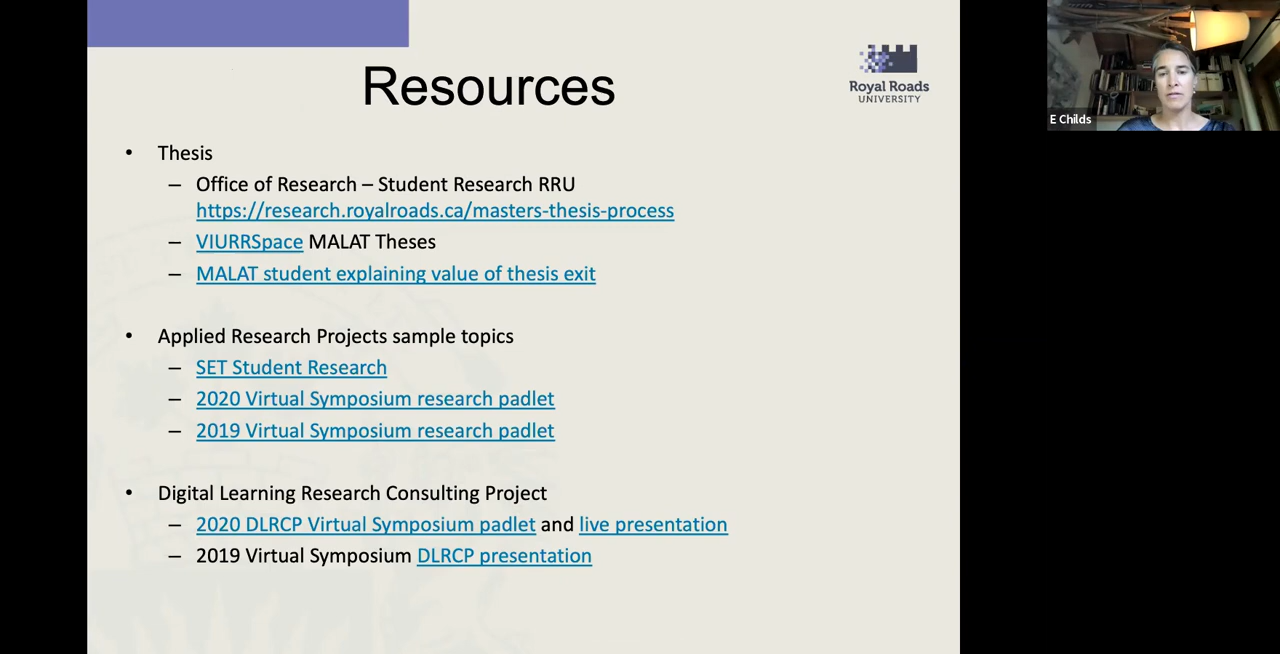 Resources
Royal Roads
UNIVERSITY
E Childs
• Thesis
– Office of Research – Student Research RRU
https://research.royalroads.ca/masters-thesis-process
– VIURRSpace MALAT Theses
– MALAT student explaining value of thesis exit
• Applied Research Projects sample topics
– SET Student Research
– 2020 Virtual Symposium research padlet
– 2019 Virtual Symposium research padlet
• Digital Learning Research Consulting Project
– 2020 DLRCP Virtual Symposium padlet and live presentation
– 2019 Virtual Symposium DLRCP presentation